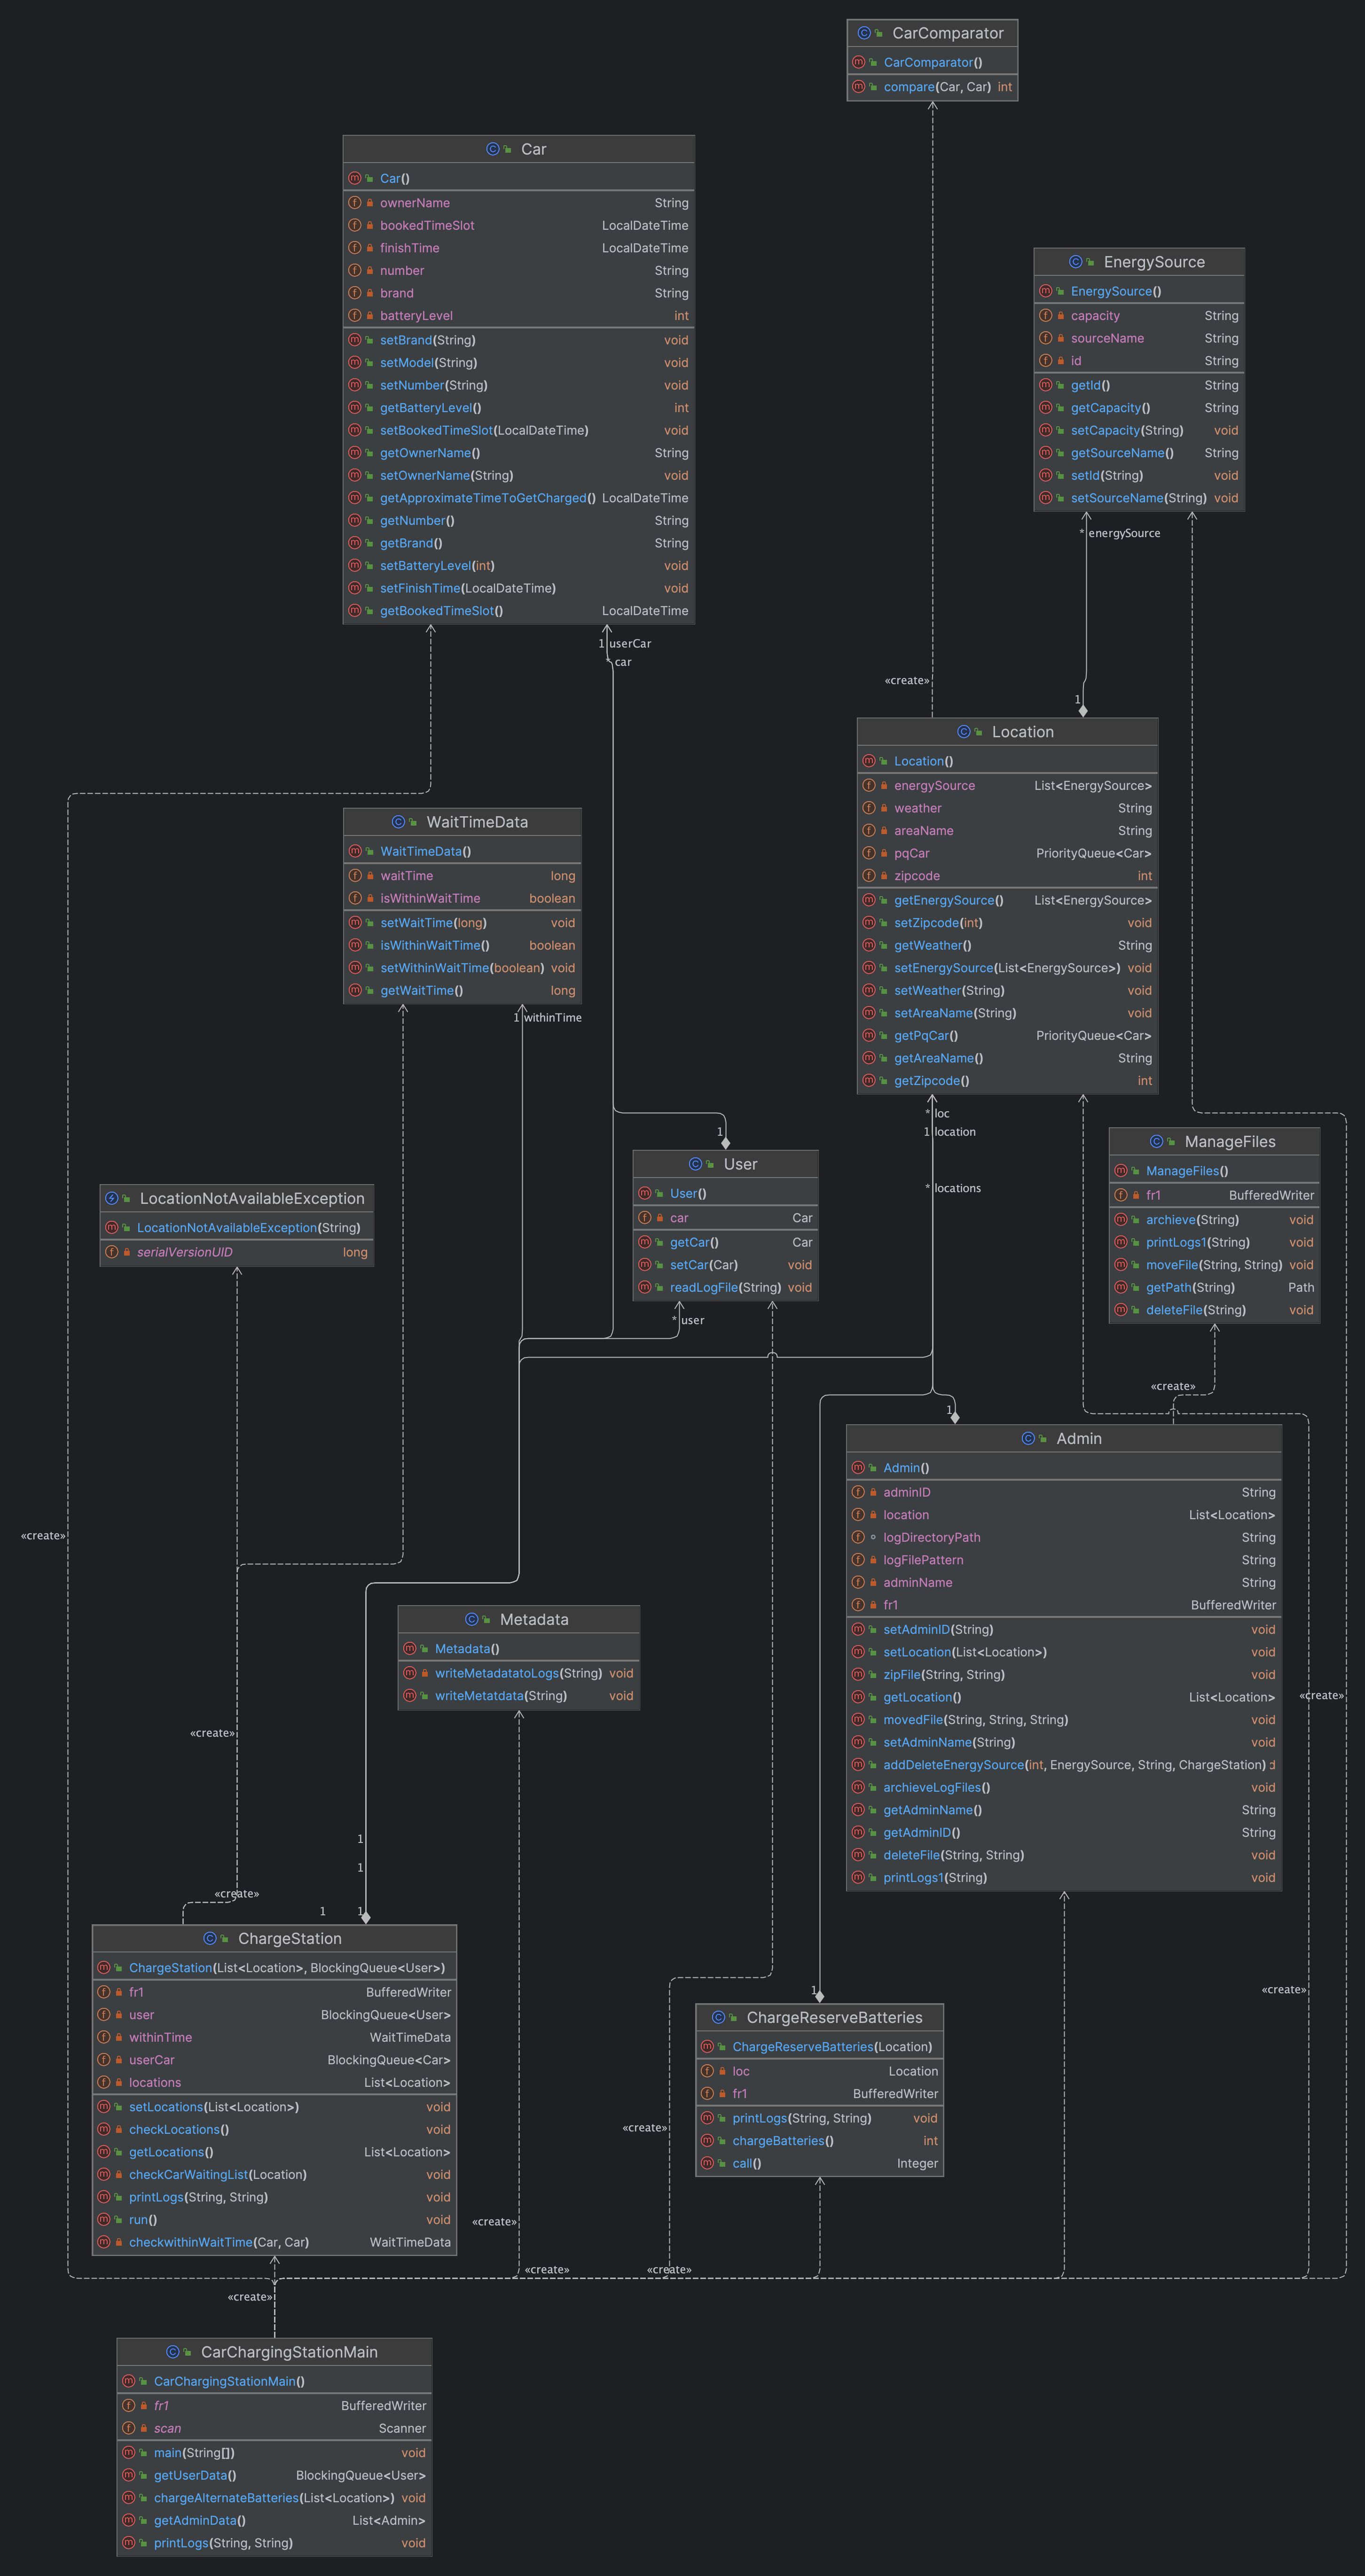 CarComparator
CarComparator()
compare(Car, Car) int
Car
Car()
ownerName String
bookedTimeSlot LocalDateTime
finishTime LocalDateTime
number String
brand String
batteryLevel int
setBrand(String) void
setModel(String) void
setNumber(String) void
getBatteryLevel() int
setBookedTimeSlot(LocalDateTime) void
getOwnerName() String
setOwnerName(String) void
getApproximateTimeToGetCharged() LocalDateTime
getNumber() String
getBrand() String
setBatteryLevel(int) void
setFinishTime(LocalDateTime) void
getBookedTimeSlot() LocalDateTime
1 userCar
* car
EnergySource
EnergySource()
capacity String
sourceName String
id String
getId() String
getCapacity() String
setCapacity(String) void
getSourceName() String
setId(String) void
setSourceName(String) void
* energySource
«create»
1
Location
Location()
energySource List<EnergySource>
weather String
areaName String
pqCar PriorityQueue<Car>
zipcode int
getEnergySource() List<EnergySource>
setZipcode(int) void
getWeather() String
setEnergySource(List<EnergySource>) void
setWeather(String) void
setAreaName(String) void
getPqCar() PriorityQueue<Car>
getAreaName() String
getZipcode() int
* loc
1 location
* locations
WaitTimeData
WaitTimeData()
waitTime long
isWithinWaitTime boolean
setWaitTime(long) void
isWithinWaitTime() boolean
setWithinWaitTime(boolean) void
getWaitTime() long
1 withinTime
1
User
User()
car Car
getCar() Car
setCar(Car) void
readLogFile(String) void
* user
ManageFiles
ManageFiles()
fr1 BufferedWriter
archieve(String) void
printLogs1(String) void
moveFile(String, String) void
getPath(String) Path
deleteFile(String) void
«create»
LocationNotAvailableException
LocationNotAvailableException(String)
serialVersionUID long
1
Admin
Admin()
adminID String
location List<Location>
logDirectoryPath String
logFilePattern String
adminName String
fr1 BufferedWriter
setAdminID(String) void
setLocation(List<Location>) void
zipFile(String, String) void
getLocation() List<Location>
movedFile(String, String, String) void
setAdminName(String) void
addDeleteEnergySource(int, EnergySource, String, ChargeStation) d
archieveLogFiles() void
getAdminName() String
getAdminID() String
deleteFile(String, String) void
printLogs1(String) void
«create»
«create»
«create»
Metadata
Metadata()
writeMetadatatoLogs(String) void
writeMetatdata(String) void
«create»
1
1
«create»
1 1
ChargeStation
ChargeStation(List<Location>, BlockingQueue<User>)
fr1 BufferedWriter
user BlockingQueue<User>
withinTime WaitTimeData
userCar BlockingQueue<Car>
locations List<Location>
setLocations(List<Location>) void
checkLocations() void
getLocations() List<Location>
checkCarWaitingList(Location) void
printLogs(String, String) void
run() void
checkwithinWaitTime(Car, Car) WaitTimeData
1
ChargeReserveBatteries
ChargeReserveBatteries(Location)
loc Location
fr1 BufferedWriter
printLogs(String, String) void
chargeBatteries() int
call() Integer
«create»
«create»
«create»
«create»
«create»
CarChargingStationMain
CarChargingStationMain()
fr1 BufferedWriter
scan Scanner
main(String[]) void
getUserData() BlockingQueue<User>
chargeAlternateBatteries(List<Location>) void
getAdminData() List<Admin>
printLogs(String, String) void